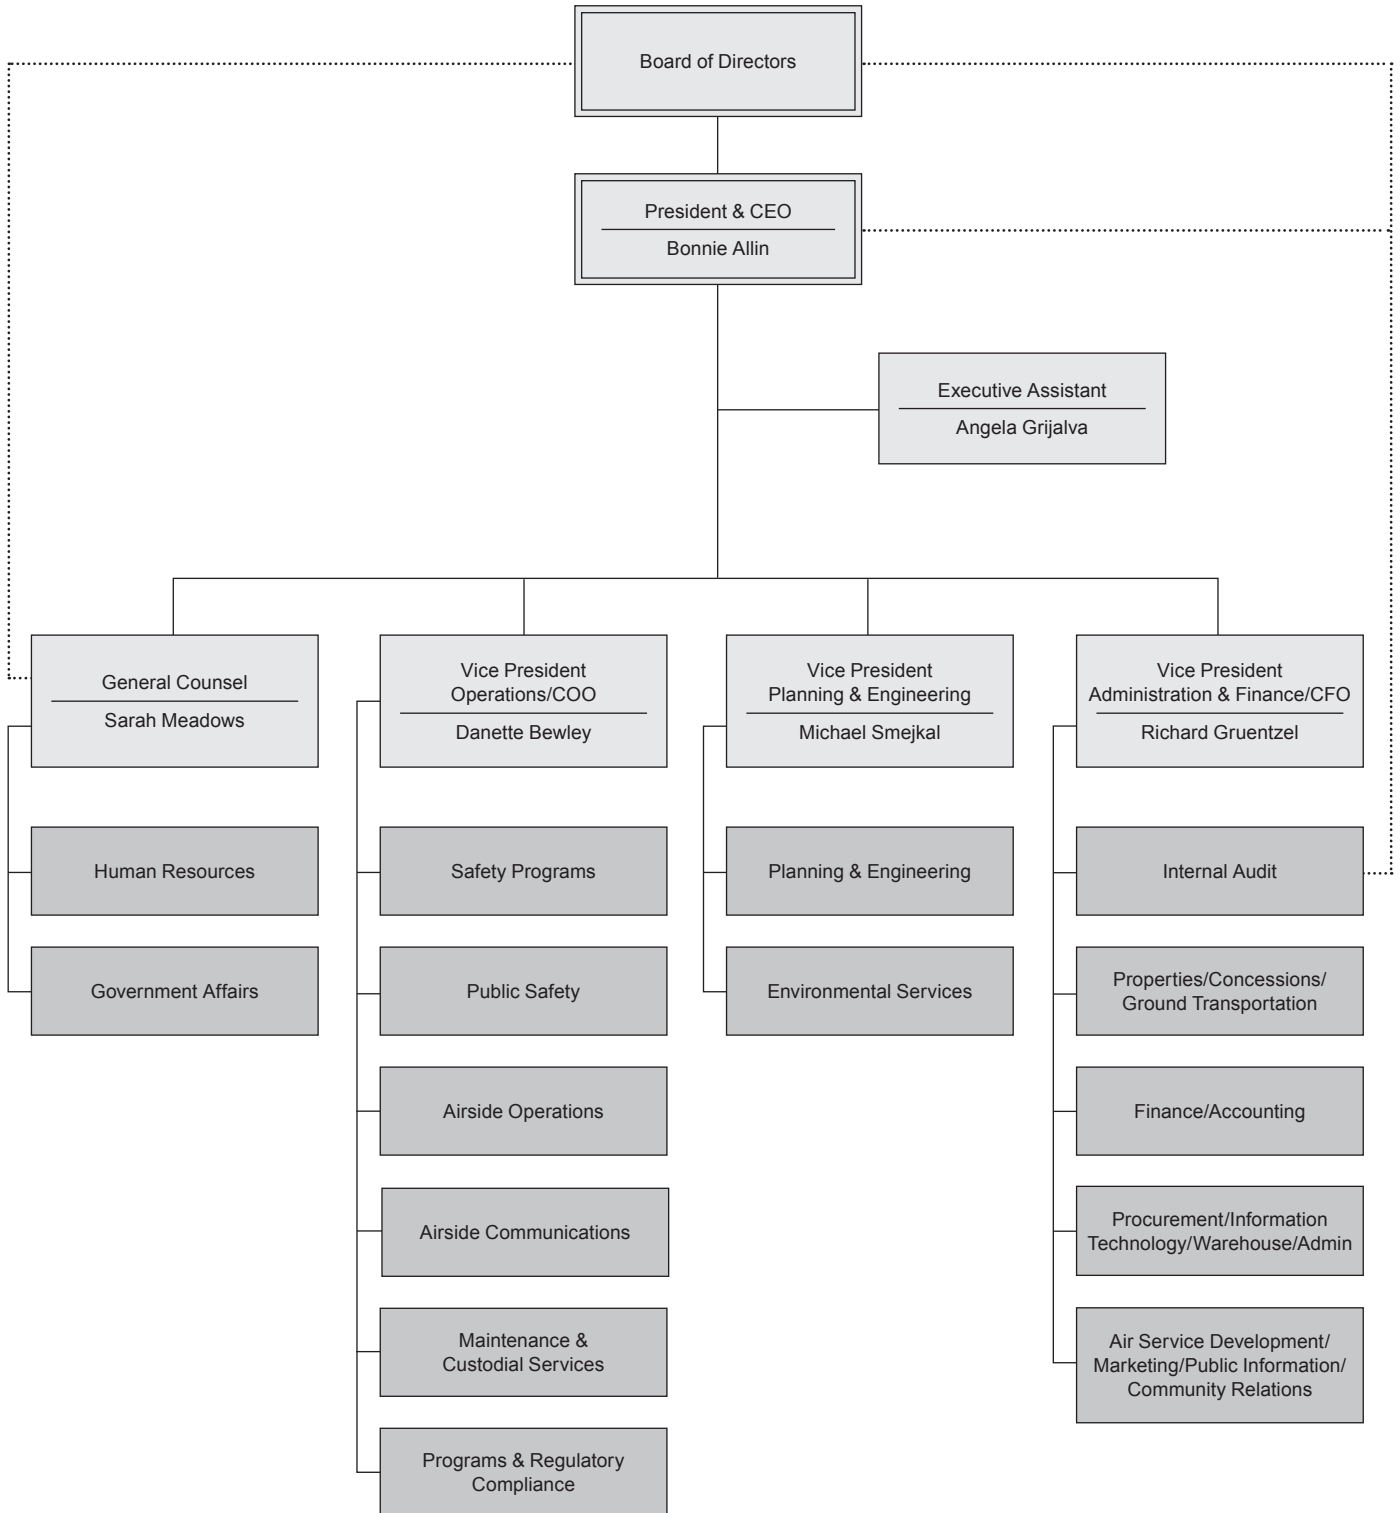 Board of Directors
President & CEO
Bonnie Allin
Executive Assistant
Angela Grijalva
General Counsel
Sarah Meadows
Human Resources
Government Affairs
Vice President
Operations/COO
Danette Bewley
Safety Programs
Public Safety
Airside Operations
Airside Communications
Maintenance &
Custodial Services
Programs & Regulatory
Compliance
Vice President
Planning & Engineering
Michael Smejkal
Planning & Engineering
Environmental Services
Vice President
Administration & Finance/CFO
Richard Gruentzel
Internal Audit
Properties/Concessions/
Ground Transportation
Finance/Accounting
Procurement/Information
Technology/Warehouse/Admin
Air Service Development/
Marketing/Public Information/
Community Relations